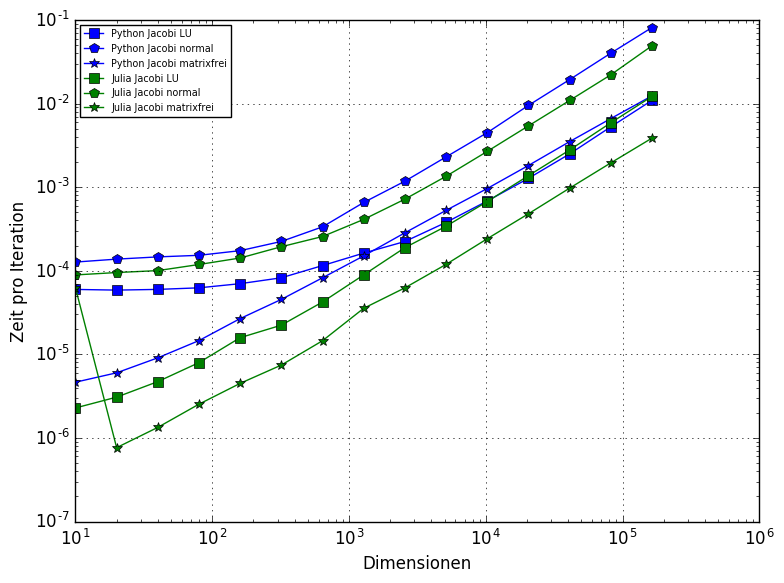 Python Jacobi LU
Python Jacobi normal
Python Jacobi matrixfrei
Julia Jacobi LU
Julia Jacobi normal
Julia Jacobi matrixfrei
10^-1
10^-2
10^-3
10^-4
10^-5
10^-6
10^-7
Zeit pro Iteration
10^1 10^2 10^3 10^4 10^5 10^6
Dimensionen